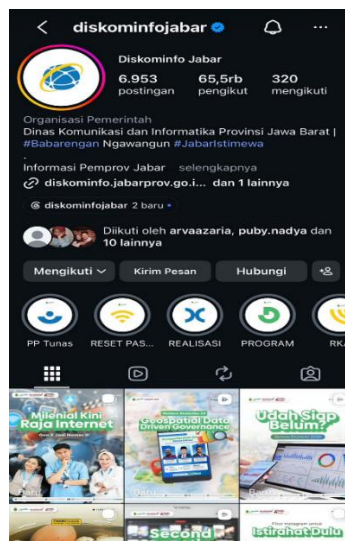 diskominfojabar
Diskominfo Jabar
6.953 65,5rb 320
postingan pengikut mengikuti
Organisasi Pemerintah
Dinas Komunikasi dan Informatika Provinsi Jawa Barat |
#Babarengan Ngawangun #JabarIstimewa
.
Informasi Pemprov Jabar selengkapnya
diskominfo.jabarprov.go.i... dan 1 lainnya
diskominfojabar 2 baru
Diikuti oleh arvaazaria, puby.nadya dan
10 lainnya
Mengikuti Kirim Pesan Hubungi
PP Tunas RESET PAS... REALISASI PROGRAM RKA
Milenial Kini
Raja Internet
Geospatial Data
Driven Governance
Udah Siap
Belum?
Second
Istirahat Dulu